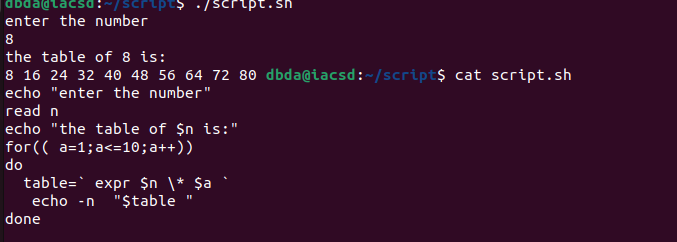 dbda@iacsd:~/script$ ./script.sh
enter the number
8
the table of 8 is:
8 16 24 32 40 48 56 64 72 80 dbda@iacsd:~/script$ cat script.sh
echo "enter the number"
read n
echo "the table of $n is:"
for(( a=1;a<=10;a++))
do
  table=` expr $n \* $a `
   echo -n  "$table "
done